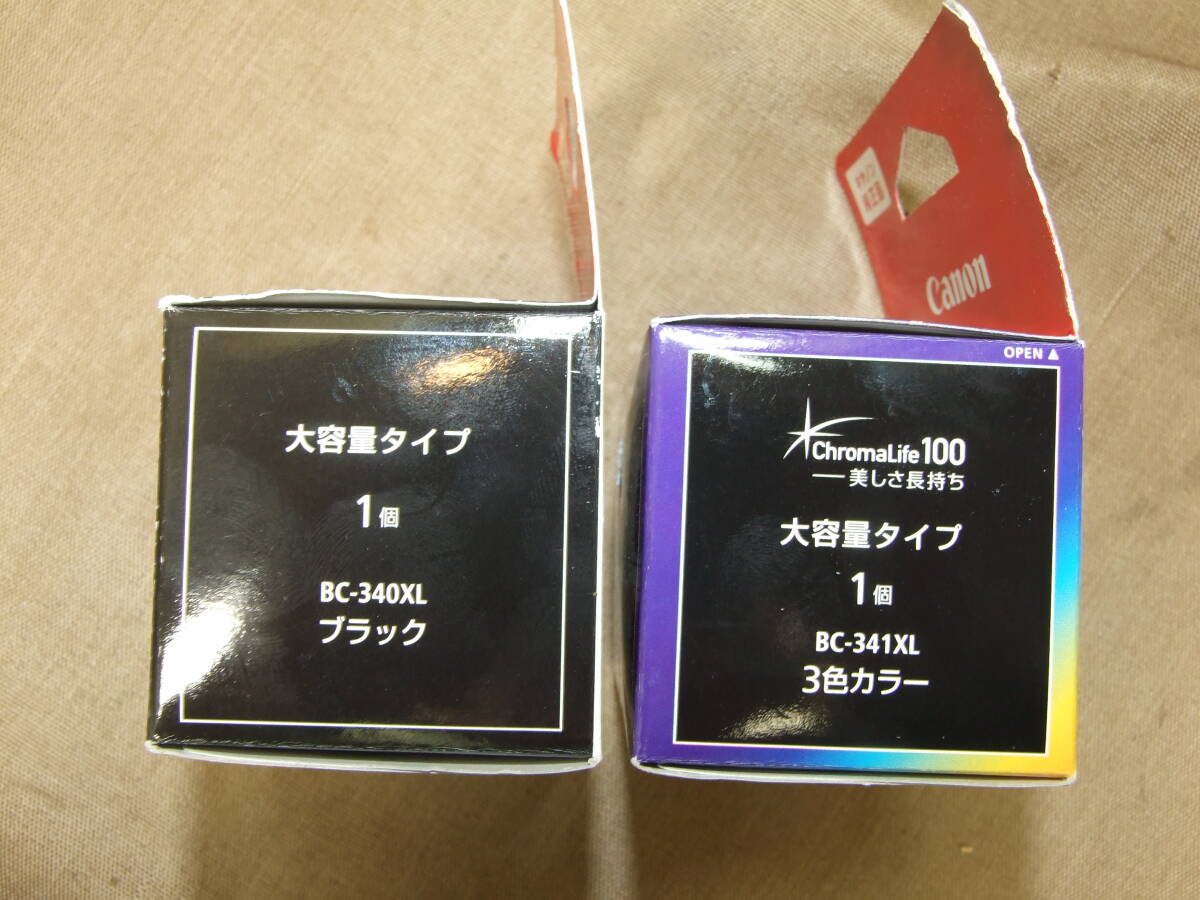 大容量タイプ
1個
BC-340XL
ブラック
Canon
OPEN ▲
ChromaLife100
美しさ長持ち
大容量タイプ
1個
BC-341XL
3色カラー